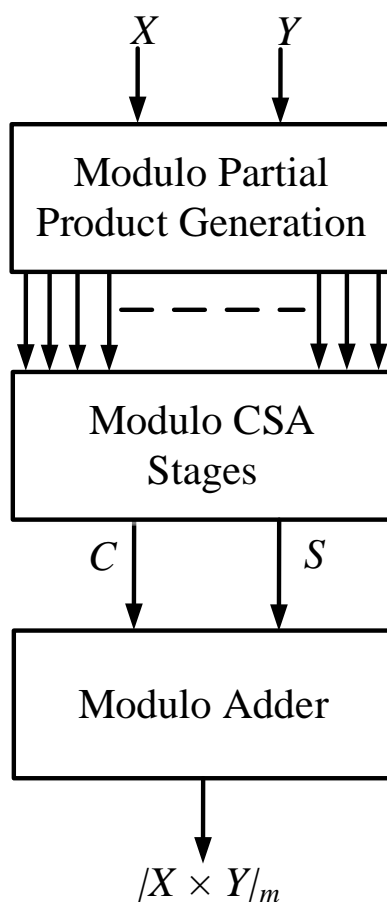 X Y
Modulo Partial
Product Generation
Modulo CSA
Stages
C S
Modulo Adder
|X × Y|m